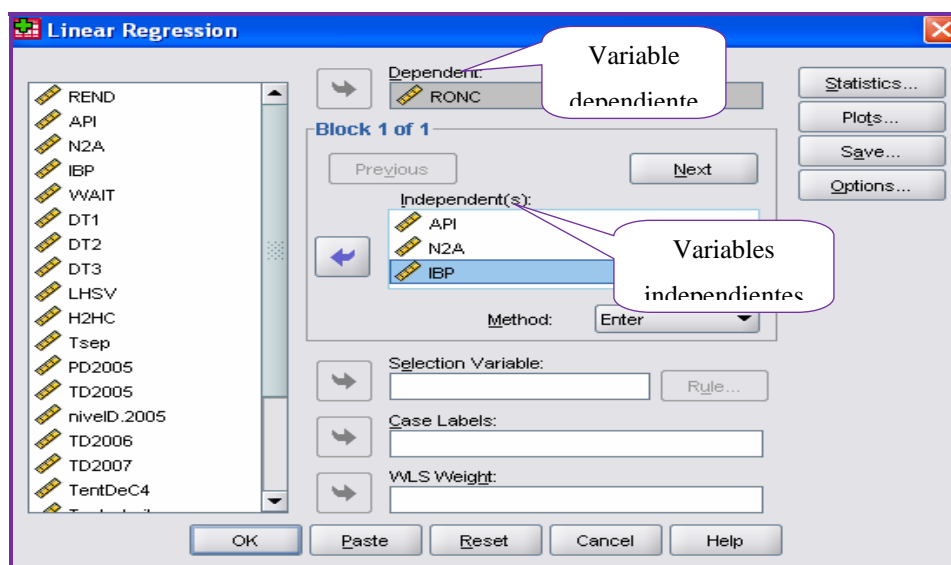 Linear Regression
REND
API
N2A
IBP
WAIT
DT1
DT2
DT3
LHSV
H2HC
Tsep
PD2005
TD2005
nivelD.2005
TD2006
TD2007
TentDeC4
Dependent:
RONC
Variable
dependiente
Block 1 of 1
Previous
Next
Independent(s):
API
N2A
IBP
Variables
independientes
Method:
Enter
Selection Variable:
Rule...
Case Labels:
WLS Weight:
Statistics...
Plots...
Save...
Options...
OK
Paste
Reset
Cancel
Help